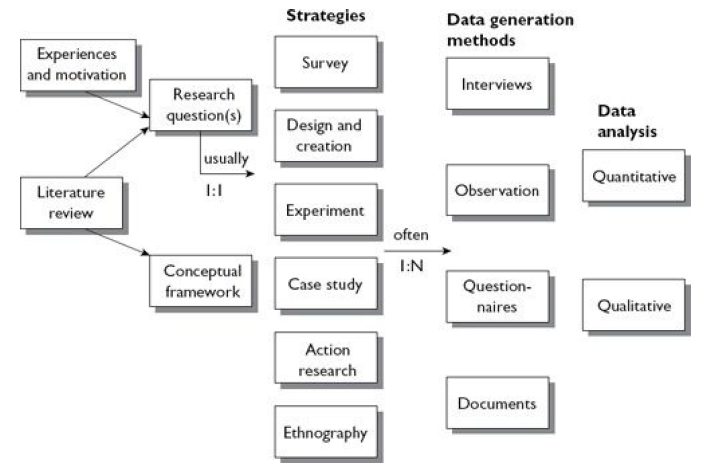 Strategies
Data generation
methods
Experiences
and motivation
Research
question(s)
usually
1:1
Literature
review
Conceptual
framework
Survey
Design and
creation
Experiment
Case study
Action
research
Ethnography
often
1:N
Interviews
Observation
Question-
naires
Documents
Data
analysis
Quantitative
Qualitative